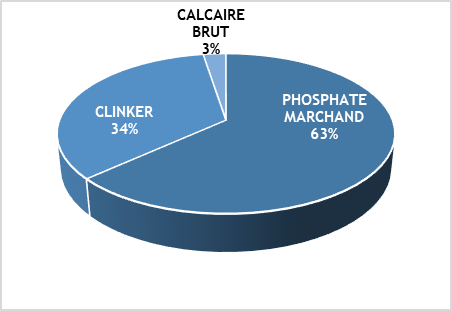 CALCAIRE
BRUT
3%
CLINKER
34%
PHOSPHATE
MARCHAND
63%